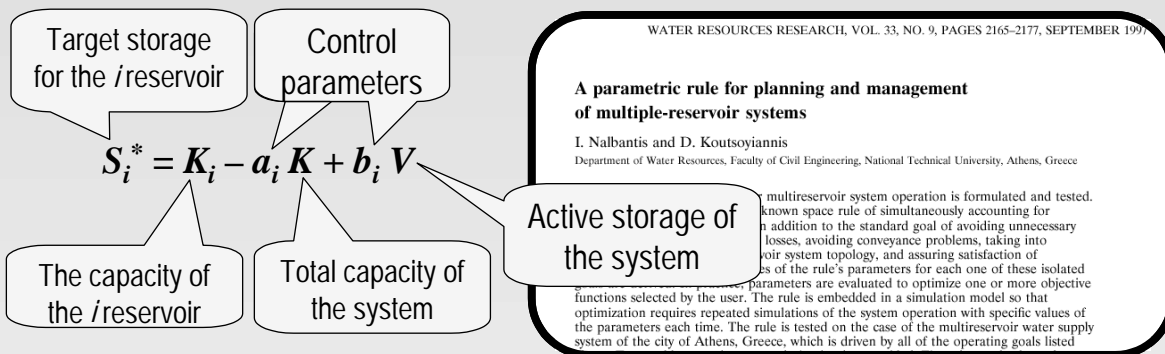 Target storage
for the i reservoir
Control
parameters
S_i* = K_i – a_i K + b_i V
The capacity of
the i reservoir
Total capacity of
the system
Active storage of
the system
WATER RESOURCES RESEARCH, VOL. 33, NO. 9, PAGES 2165–2177, SEPTEMBER 1997
A parametric rule for planning and management
of multiple-reservoir systems
I. Nalbantis and D. Koutsoyiannis
Department of Water Resources, Faculty of Civil Engineering, National Technical University, Athens, Greece
multireservoir system operation is formulated and tested.
known space rule of simultaneously accounting for
addition to the standard goal of avoiding unnecessary
losses, avoiding conveyance problems, taking into
system topology, and assuring satisfaction of
of the rule's parameters for each one of these isolated
parameters are evaluated to optimize one or more objective
functions selected by the user. The rule is embedded in a simulation model so that
optimization requires repeated simulations of the system operation with specific values of
the parameters each time. The rule is tested on the case of the multireservoir water supply
system of the city of Athens, Greece, which is driven by all of the operating goals listed